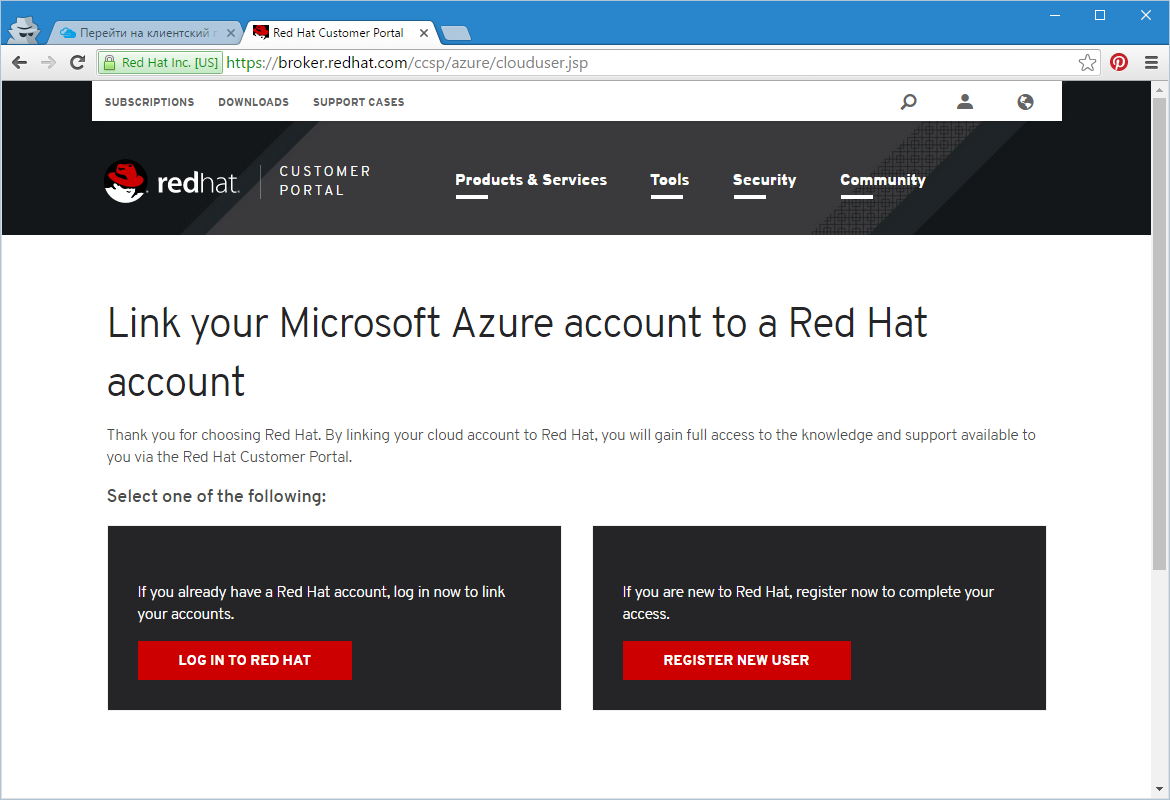 Перейти на клиентский
Red Hat Customer Portal
Red Hat Inc. [US]
https://broker.redhat.com/ccsp/azure/clouduser.jsp
SUBSCRIPTIONS DOWNLOADS SUPPORT CASES
redhat.
CUSTOMER
PORTAL
Products & Services Tools Security Community
Link your Microsoft Azure account to a Red Hat
account
Thank you for choosing Red Hat. By linking your cloud account to Red Hat, you will gain full access to the knowledge and support available to
you via the Red Hat Customer Portal.
Select one of the following:
If you already have a Red Hat account, log in now to link
your accounts.
LOG IN TO RED HAT
If you are new to Red Hat, register now to complete your
access.
REGISTER NEW USER